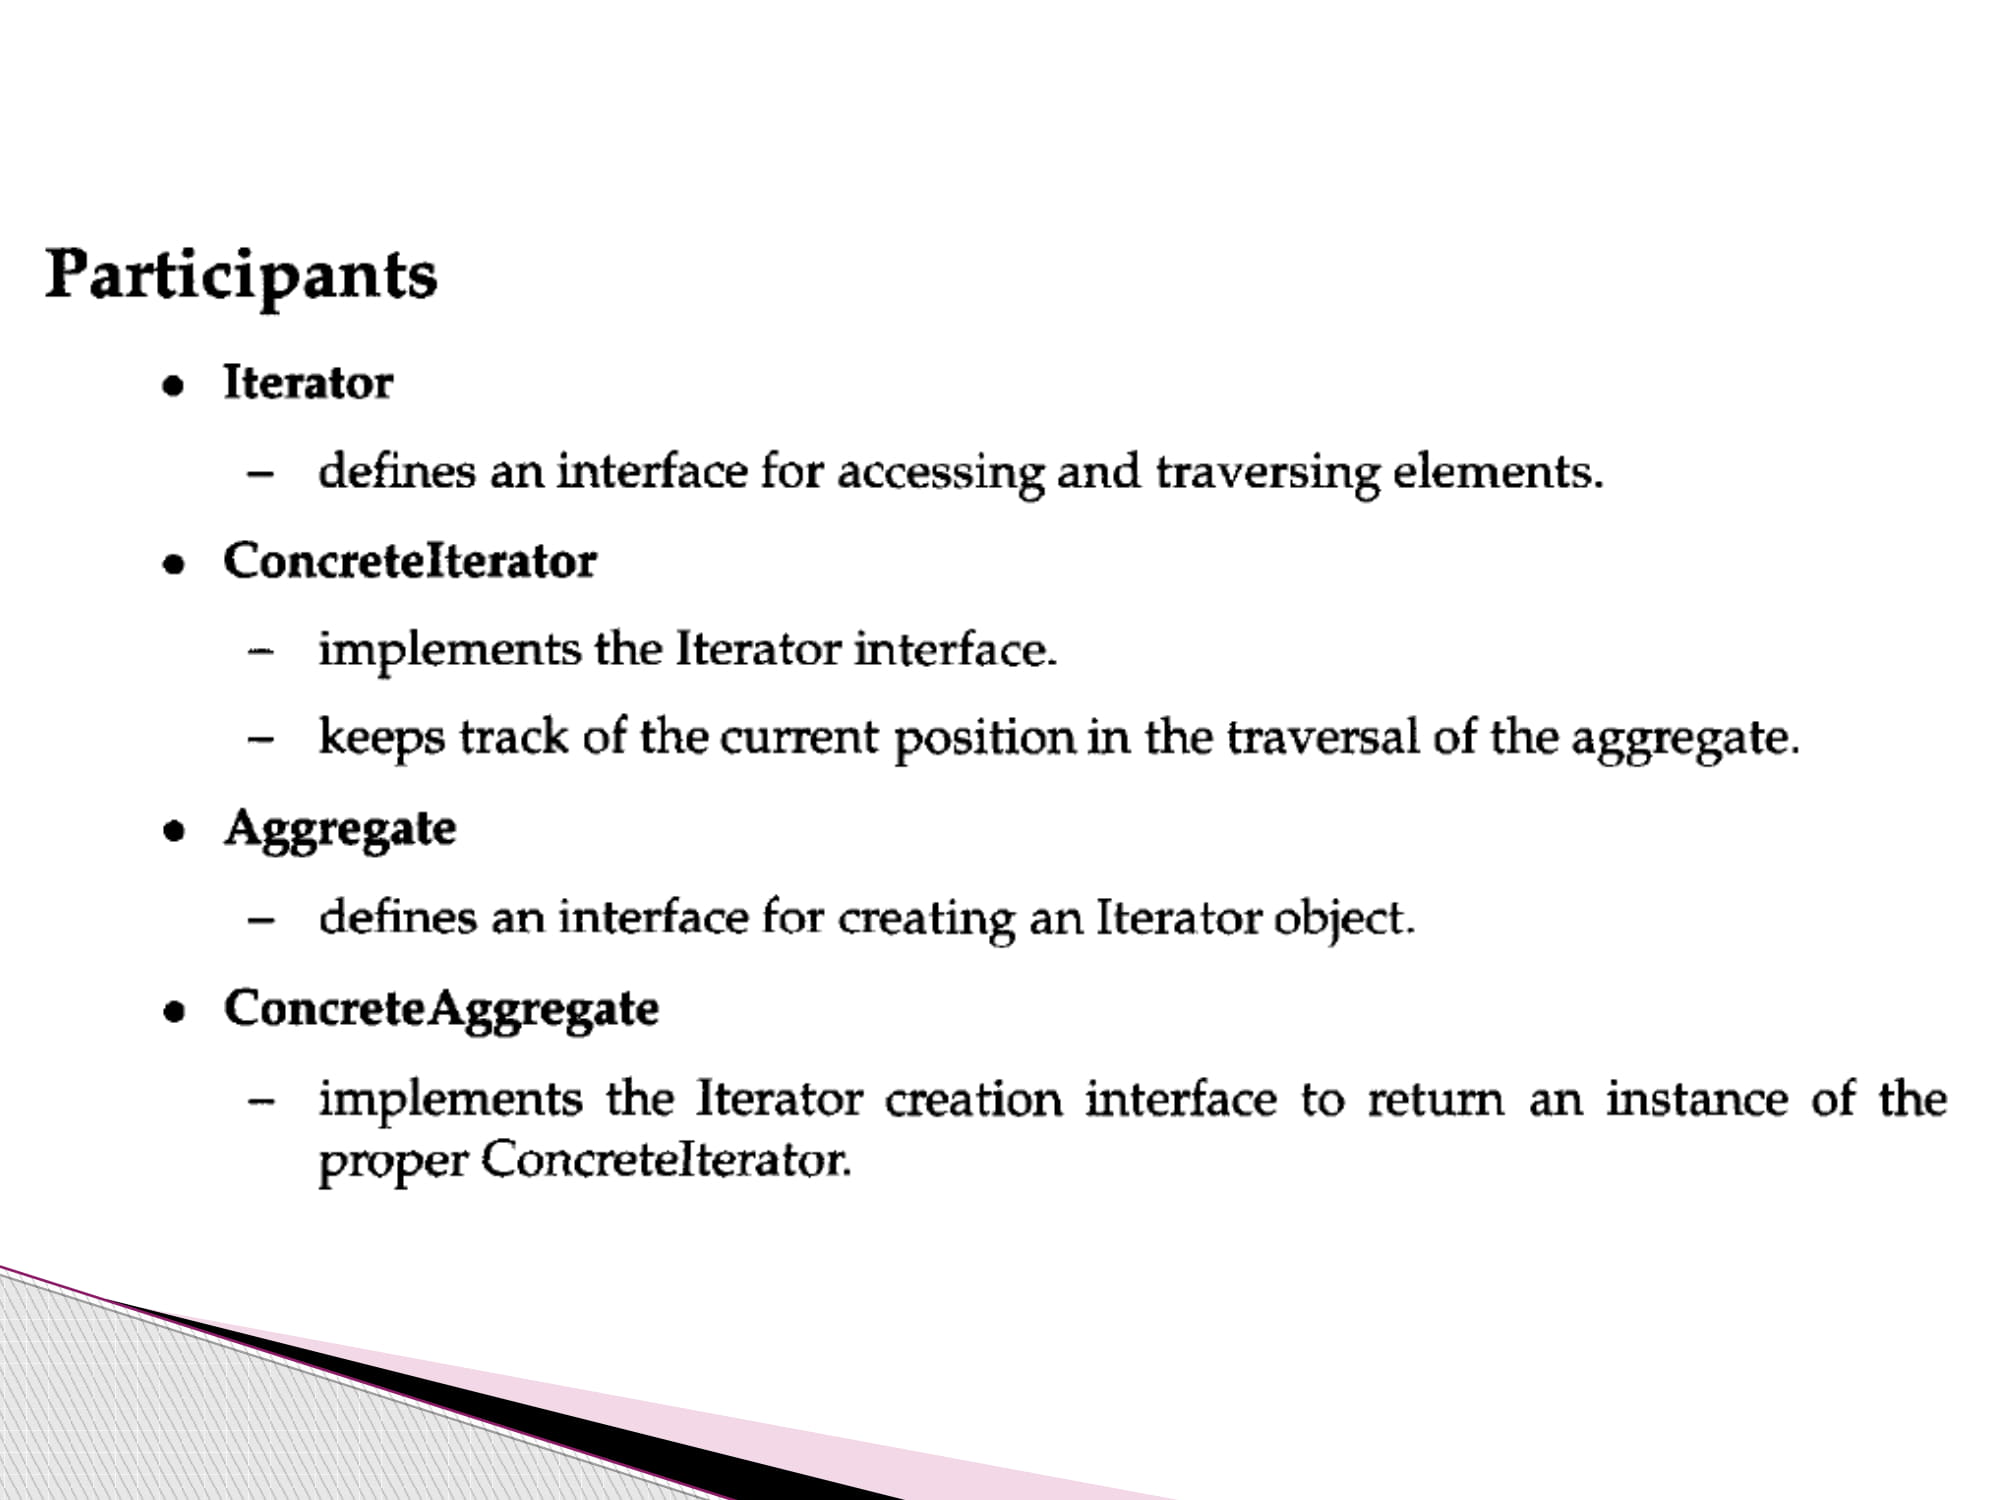 Participants
• Iterator
– defines an interface for accessing and traversing elements.
• ConcreteIterator
– implements the Iterator interface.
– keeps track of the current position in the traversal of the aggregate.
• Aggregate
– defines an interface for creating an Iterator object.
• ConcreteAggregate
– implements the Iterator creation interface to return an instance of the
proper ConcreteIterator.